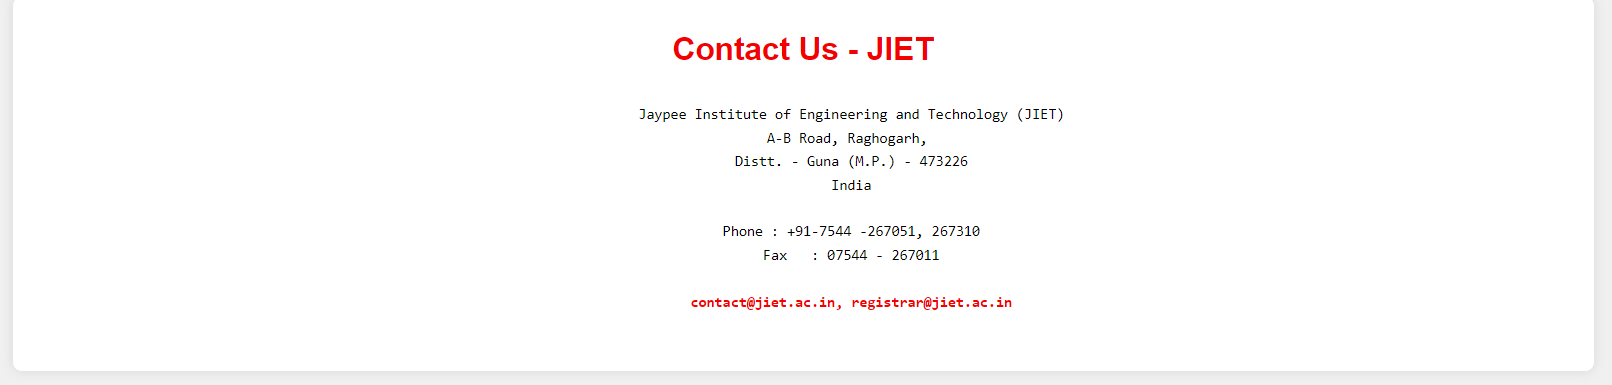 Contact Us - JIET
Jaypee Institute of Engineering and Technology (JIET)
A-B Road, Raghogarh,
Distt. - Guna (M.P.) - 473226
India
Phone : +91-7544 -267051, 267310
Fax   : 07544 - 267011
contact@jiet.ac.in, registrar@jiet.ac.in